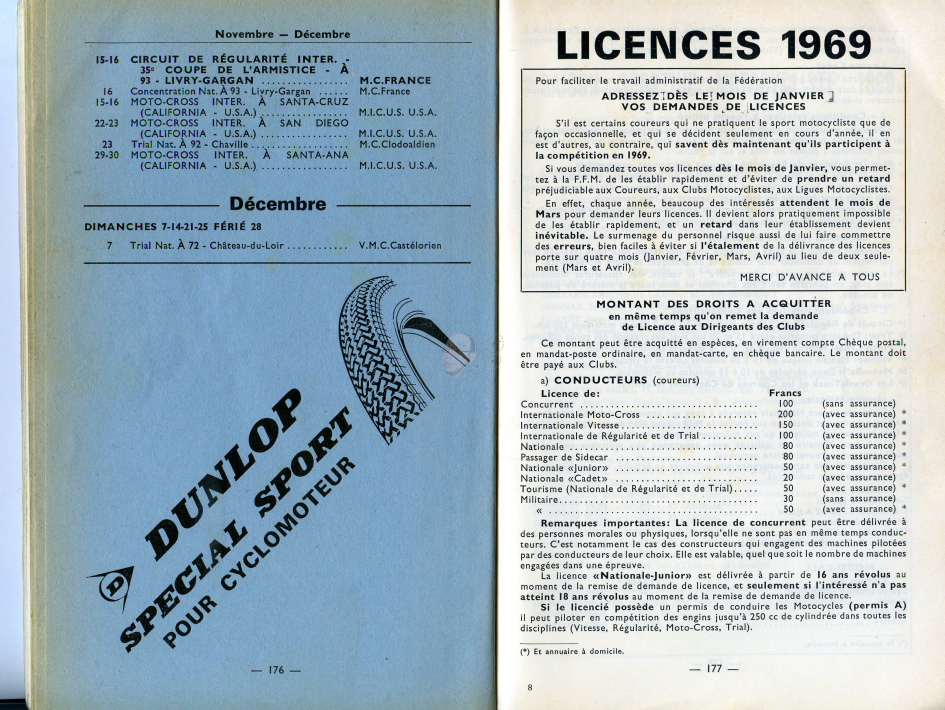 Novembre — Décembre
15-16 CIRCUIT DE RÉGULARITÉ INTER. -
35e COUPE DE L'ARMISTICE - À
93 - LIVRY-GARGAN ................ M.C.FRANCE
16 Concentration Nat. À 93 - Livry-Gargan ...... M.C.France
15-16 MOTO-CROSS INTER. À SANTA-CRUZ
(CALIFORNIA - U.S.A.) ................ M.I.C.U.S. U.S.A.
22-23 MOTO-CROSS INTER. À SAN DIEGO
(CALIFORNIA - U.S.A.) ................ M.I.C.U.S. U.S.A.
23 Trial Nat. À 92 - Chaville .................. M.C.Clodoaldien
29-30 MOTO-CROSS INTER. À SANTA-ANA
(CALIFORNIA - U.S.A.) ................ M.I.C.U.S. U.S.A.
Décembre
DIMANCHES 7-14-21-25 FÉRIÉ 28
7 Trial Nat. À 72 - Château-du-Loir ............ V.M.C.Castélorien
D DUNLOP
SPECIAL SPORT
POUR CYCLOMOTEUR
— 176 —
LICENCES 1969
Pour faciliter le travail administratif de la Fédération
ADRESSEZ DÈS LE MOIS DE JANVIER
VOS DEMANDES DE LICENCES
S'il est certains coureurs qui ne pratiquent le sport motocycliste que de
façon occasionnelle, et qui se décident seulement en cours d'année, il en
est d'autres, au contraire, qui savent dès maintenant qu'ils participent à
la compétition en 1969.
Si vous demandez toutes vos licences dès le mois de Janvier, vous permet-
tez à la F.F.M. de les établir rapidement et d'éviter de prendre un retard
préjudiciable aux Coureurs, aux Clubs Motocyclistes, aux Ligues Motocyclistes.
En effet, chaque année, beaucoup des intéressés attendent le mois de
Mars pour demander leurs licences. Il devient alors pratiquement impossible
de les établir rapidement, et un retard dans leur établissement devient
inévitable. Le surmenage du personnel risque aussi de lui faire commettre
des erreurs, bien faciles à éviter si l'étalement de la délivrance des licences
porte sur quatre mois (Janvier, Février, Mars, Avril) au lieu de deux seule-
ment (Mars et Avril).
MERCI D'AVANCE A TOUS
MONTANT DES DROITS A ACQUITTER
en même temps qu'on remet la demande
de Licence aux Dirigeants des Clubs
Ce montant peut être acquitté en espèces, en virement compte Chèque postal,
en mandat-poste ordinaire, en mandat-carte, en chèque bancaire. Le montant doit
être payé aux Clubs.
a) CONDUCTEURS (coureurs)
Licence de: Francs
Concurrent .................................... 100 (sans assurance)
Internationale Moto-Cross ...................... 200 (avec assurance) *
Internationale Vitesse ........................... 150 (avec assurance) *
Internationale de Régularité et de Trial ........... 100 (avec assurance) *
Nationale ...................................... 80 (avec assurance) *
Passager de Sidecar ............................. 80 (avec assurance) *
Nationale «Junior» ............................. 50 (avec assurance) *
Nationale «Cadet» .............................. 20 (avec assurance)
Tourisme (Nationale de Régularité et de Trial)..... 50 (avec assurance) *
Militaire........................................ 30 (sans assurance)
« .......................................... 50 (avec assurance) *
Remarques importantes: La licence de concurrent peut être délivrée à
des personnes morales ou physiques, lorsqu'elle ne sont pas en même temps conduc-
teurs. C'est notamment le cas des constructeurs qui engagent des machines pilotées
par des conducteurs de leur choix. Elle est valable, quel que soit le nombre de machines
engagées dans une épreuve.
La licence «Nationale-Junior» est délivrée à partir de 16 ans révolus au
moment de la remise de demande de licence, et seulement si l'intéressé n'a pas
atteint 18 ans révolus au moment de la remise de demande de licence.
Si le licencié possède un permis de conduire les Motocycles (permis A)
il peut piloter en compétition des engins jusqu'à 250 cc de cylindrée dans toutes les
disciplines (Vitesse, Régularité, Moto-Cross, Trial).
(*) Et annuaire à domicile.
— 177 —
8